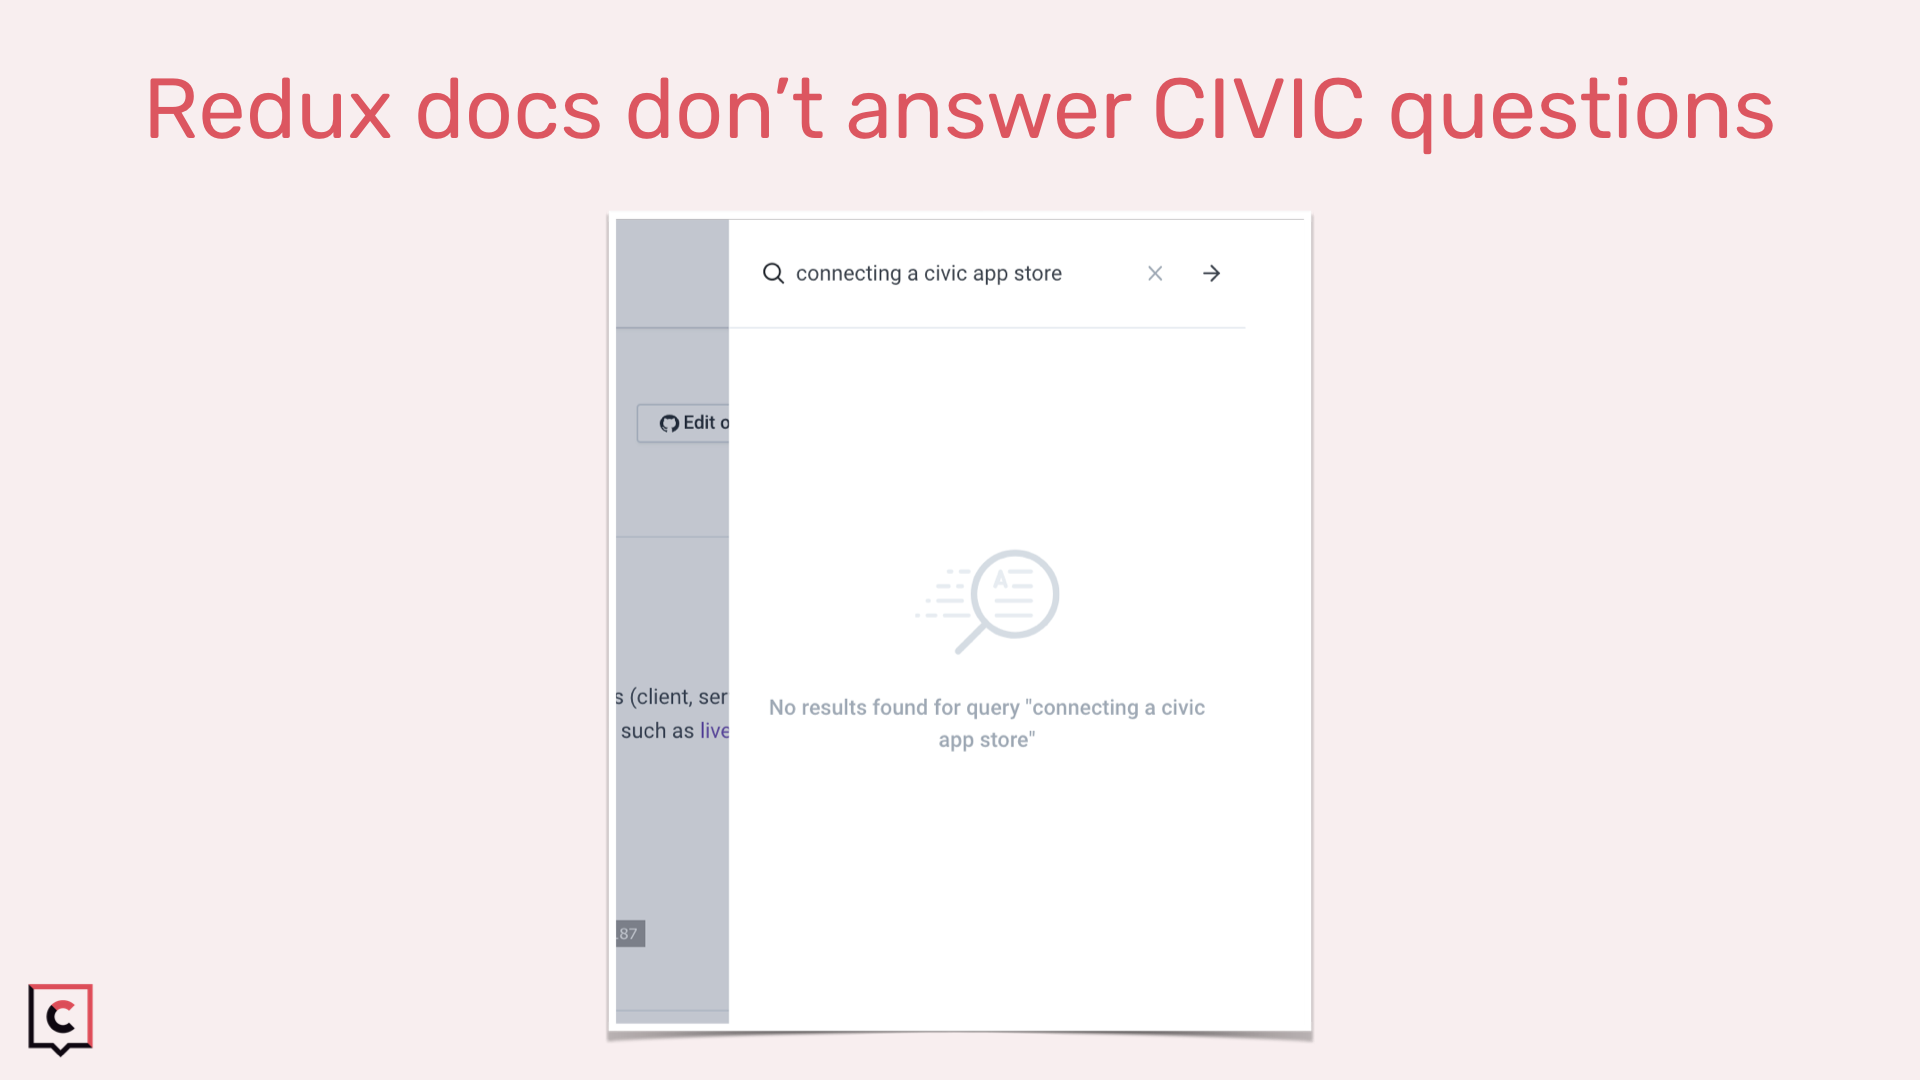 Redux docs don’t answer CIVIC questions
connecting a civic app store
Edit o
s (client, ser
such as live
A
No results found for query "connecting a civic
app store"
.87
C